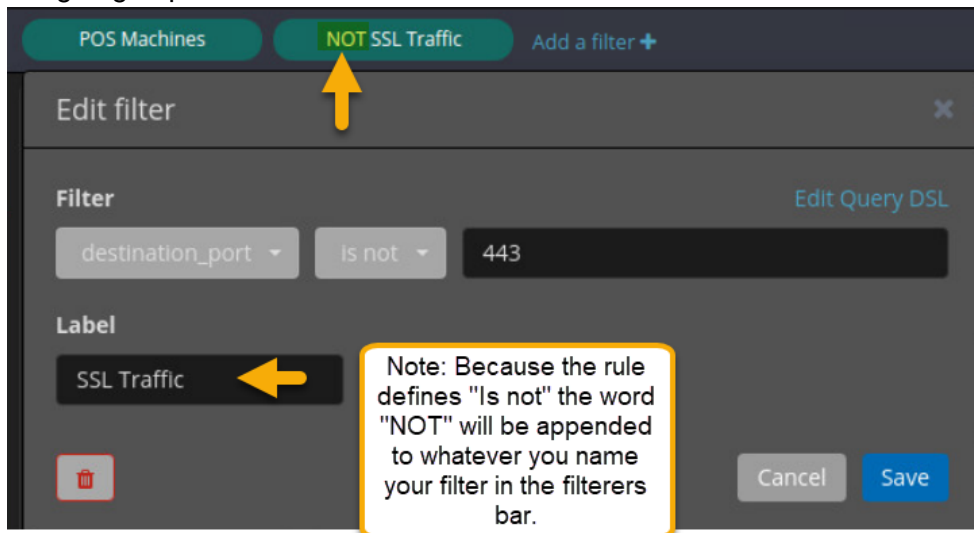 POS Machines NOT SSL Traffic Add a filter +
Edit filter ×
Filter Edit Query DSL
destination_port is not 443
Label
SSL Traffic
Note: Because the rule
defines "Is not" the word
"NOT" will be appended
to whatever you name
your filter in the filterers
bar.
Cancel Save